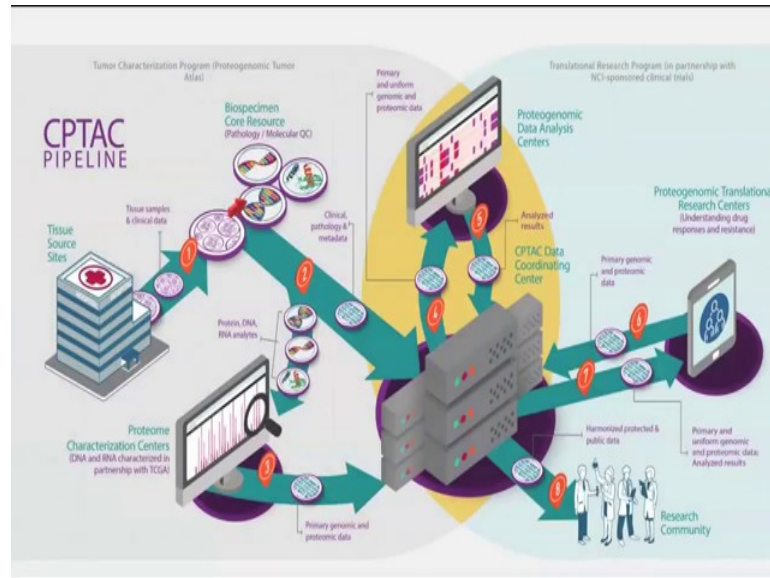 Tumor Characterization Program (Proteogenomic Tumor
Atlas)
Translational Research Program (in partnership with
NCI-sponsored clinical trials)
CPTAC
PIPELINE
Biospecimen
Core Resource
(Pathology / Molecular QC)
Primary
and uniform
genomic and
proteomic data
Proteogenomic
Data Analysis
Centers
Tissue
Source
Sites
Tissue samples
& clinical data
1
2
Clinical,
pathology &
metadata
5
Analyzed
results
CPTAC Data
Coordinating
Center
4
Proteogenomic Translational
Research Centers
(Understanding drug
responses and resistance)
Primary genomic
and proteomic
data
6
7
Protein, DNA,
RNA analytes
Proteome
Characterization Centers
(DNA and RNA characterized in
partnership with TCGA)
3
Primary genomic and
proteomic data
Harmonized protected &
public data
8
Primary and
uniform genomic
and proteomic data;
Analyzed results
Research
Community